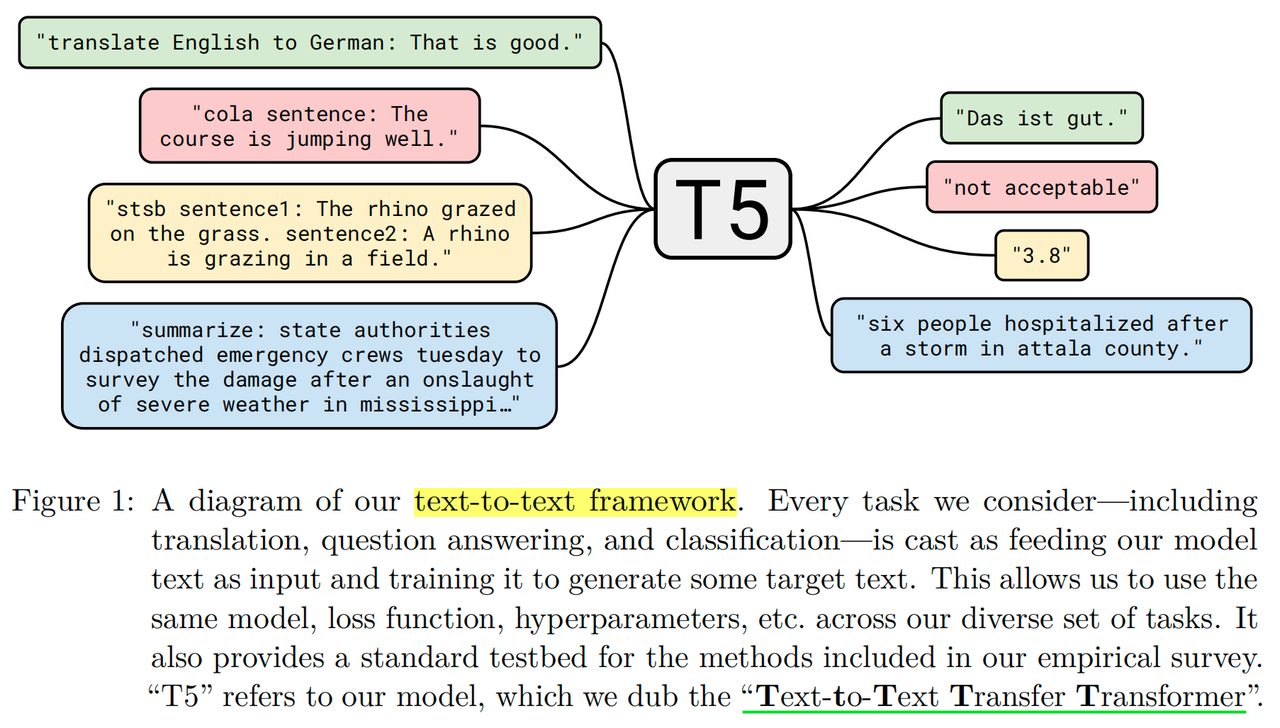 "translate English to German: That is good."
"cola sentence: The
course is jumping well."
"stsb sentence1: The rhino grazed
on the grass. sentence2: A rhino
is grazing in a field."
"summarize: state authorities
dispatched emergency crews tuesday to
survey the damage after an onslaught
of severe weather in mississippi…"
T5
"Das ist gut."
"not acceptable"
"3.8"
"six people hospitalized after
a storm in attala county."
Figure 1: A diagram of our text-to-text framework. Every task we consider—including
translation, question answering, and classification—is cast as feeding our model
text as input and training it to generate some target text. This allows us to use the
same model, loss function, hyperparameters, etc. across our diverse set of tasks. It
also provides a standard testbed for the methods included in our empirical survey.
“T5” refers to our model, which we dub the “Text-to-Text Transfer Transformer”.